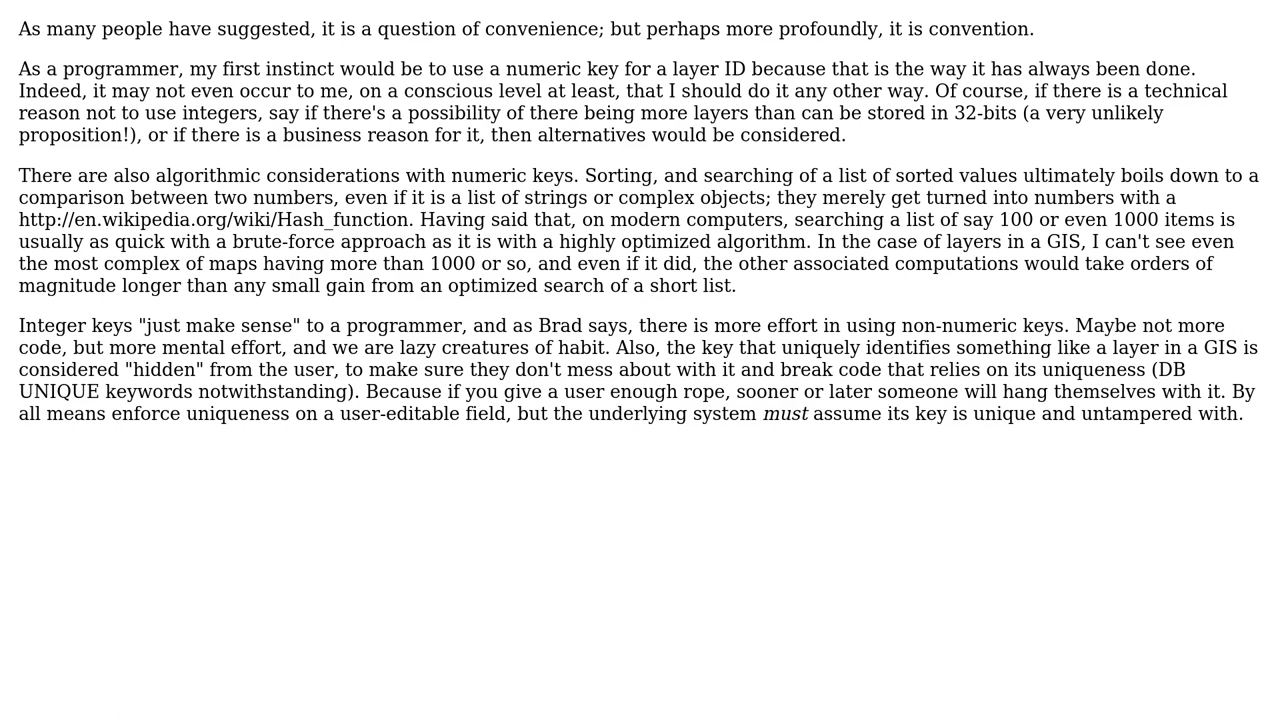 As many people have suggested, it is a question of convenience; but perhaps more profoundly, it is convention.
As a programmer, my first instinct would be to use a numeric key for a layer ID because that is the way it has always been done.
Indeed, it may not even occur to me, on a conscious level at least, that I should do it any other way. Of course, if there is a technical
reason not to use integers, say if there's a possibility of there being more layers than can be stored in 32-bits (a very unlikely
proposition!), or if there is a business reason for it, then alternatives would be considered.
There are also algorithmic considerations with numeric keys. Sorting, and searching of a list of sorted values ultimately boils down to a
comparison between two numbers, even if it is a list of strings or complex objects; they merely get turned into numbers with a
http://en.wikipedia.org/wiki/Hash_function. Having said that, on modern computers, searching a list of say 100 or even 1000 items is
usually as quick with a brute-force approach as it is with a highly optimized algorithm. In the case of layers in a GIS, I can't see even
the most complex of maps having more than 1000 or so, and even if it did, the other associated computations would take orders of
magnitude longer than any small gain from an optimized search of a short list.
Integer keys "just make sense" to a programmer, and as Brad says, there is more effort in using non-numeric keys. Maybe not more
code, but more mental effort, and we are lazy creatures of habit. Also, the key that uniquely identifies something like a layer in a GIS is
considered "hidden" from the user, to make sure they don't mess about with it and break code that relies on its uniqueness (DB
UNIQUE keywords notwithstanding). Because if you give a user enough rope, sooner or later someone will hang themselves with it. By
all means enforce uniqueness on a user-editable field, but the underlying system must assume its key is unique and untampered with.